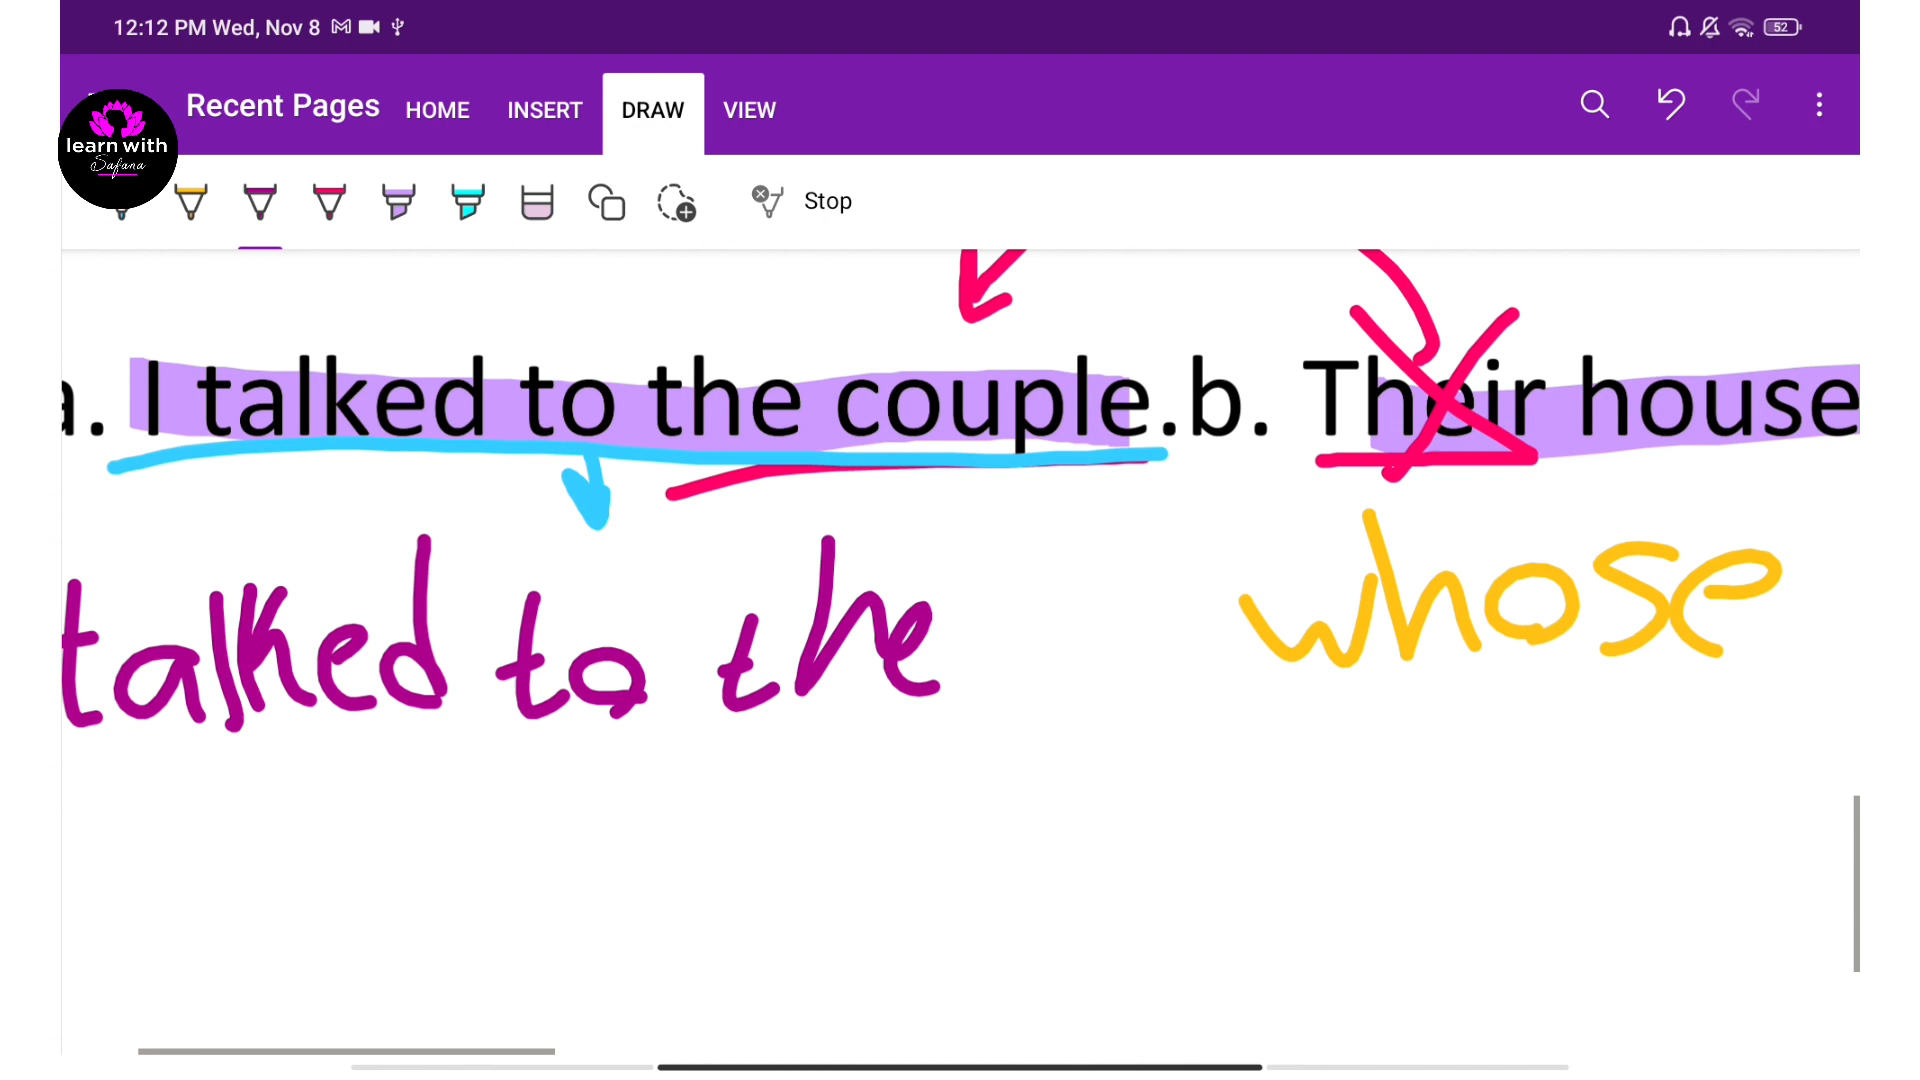 12:12 PM Wed, Nov 8 52
Recent Pages HOME INSERT DRAW VIEW
learn with
Safana
Stop
a. I talked to the couple.b. Their house
whose
talked to the